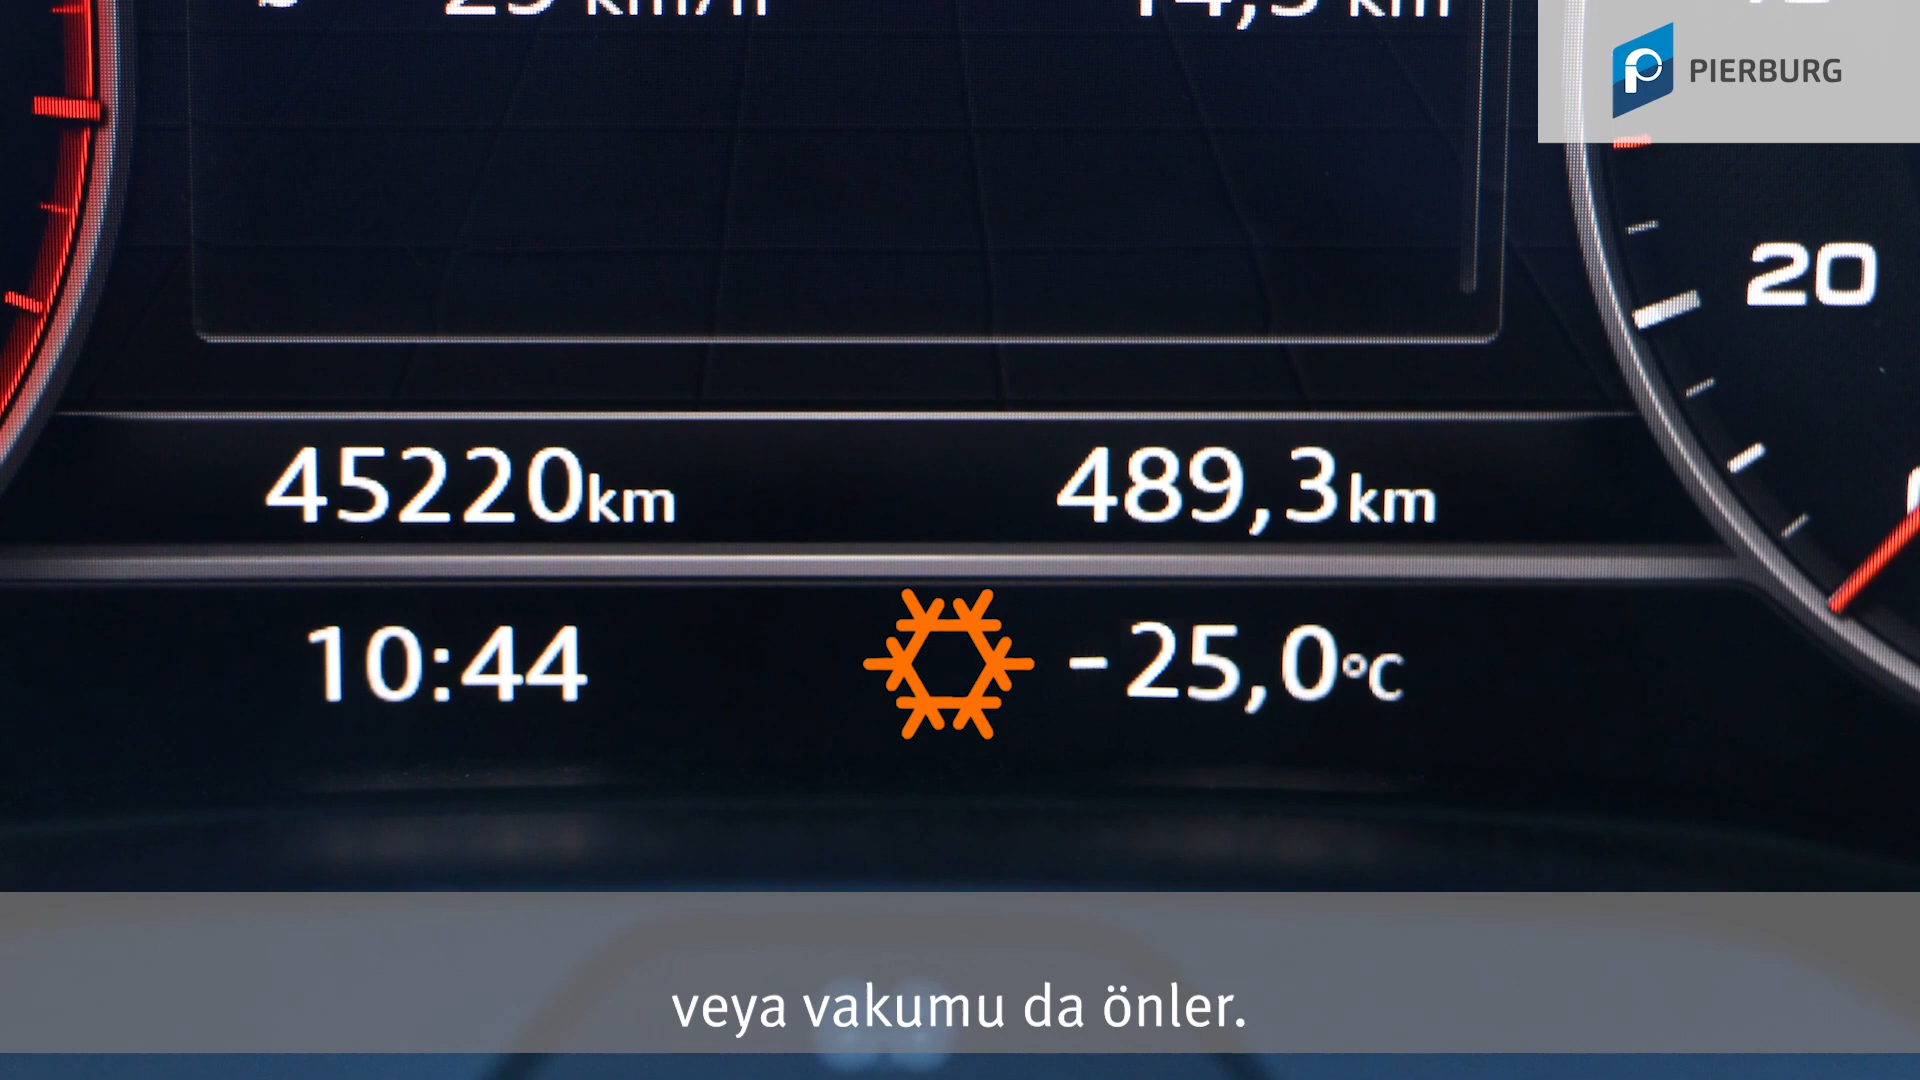 PIERBURG
20
45220km 489,3km
10:44 -25,0°C
veya vakumu da önler.